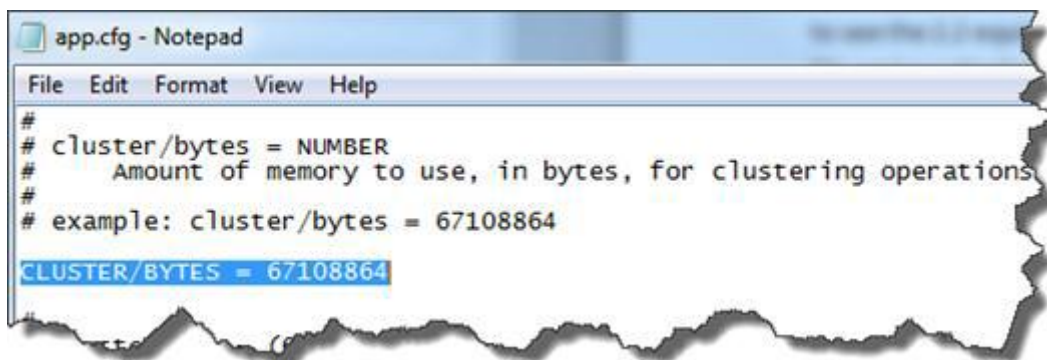 app.cfg - Notepad
File Edit Format View Help
#
# cluster/bytes = NUMBER
# Amount of memory to use, in bytes, for clustering operations
#
# example: cluster/bytes = 67108864
CLUSTER/BYTES = 67108864
#